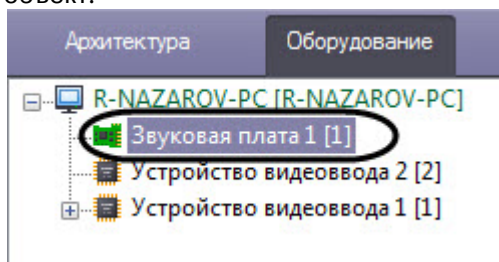 объект.
Архитектура Оборудование
R-NAZAROV-PC [R-NAZAROV-PC]
Звуковая плата 1 [1]
Устройство видеоввода 2 [2]
Устройство видеоввода 1 [1]